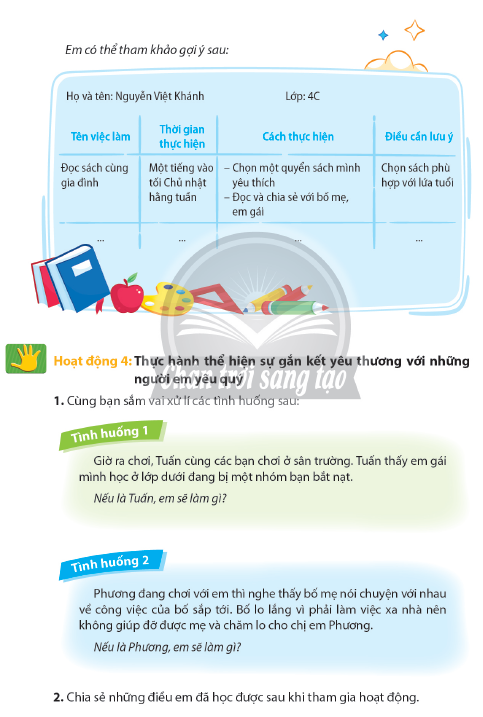 Em có thể tham khảo gợi ý sau:
Họ và tên: Nguyễn Việt Khánh Lớp: 4C
Tên việc làm Thời gian thực hiện Cách thực hiện Điều cần lưu ý
Đọc sách cùng gia đình Một tiếng vào tối Chủ nhật hằng tuần – Chọn một quyển sách mình yêu thích – Đọc và chia sẻ với bố mẹ, em gái Chọn sách phù hợp với lứa tuổi
... ... ... ...
Hoạt động 4: Thực hành thể hiện sự gắn kết yêu thương với những
người em yêu quý
Chân trời sáng tạo
1. Cùng bạn sắm vai xử lí các tình huống sau:
Tình huống 1
Giờ ra chơi, Tuấn cùng các bạn chơi ở sân trường. Tuấn thấy em gái
mình học ở lớp dưới đang bị một nhóm bạn bắt nạt.
Nếu là Tuấn, em sẽ làm gì?
Tình huống 2
Phương đang chơi với em thì nghe thấy bố mẹ nói chuyện với nhau
về công việc của bố sắp tới. Bố lo lắng vì phải làm việc xa nhà nên
không giúp đỡ được mẹ và chăm lo cho chị em Phương.
Nếu là Phương, em sẽ làm gì?
2. Chia sẻ những điều em đã học được sau khi tham gia hoạt động.